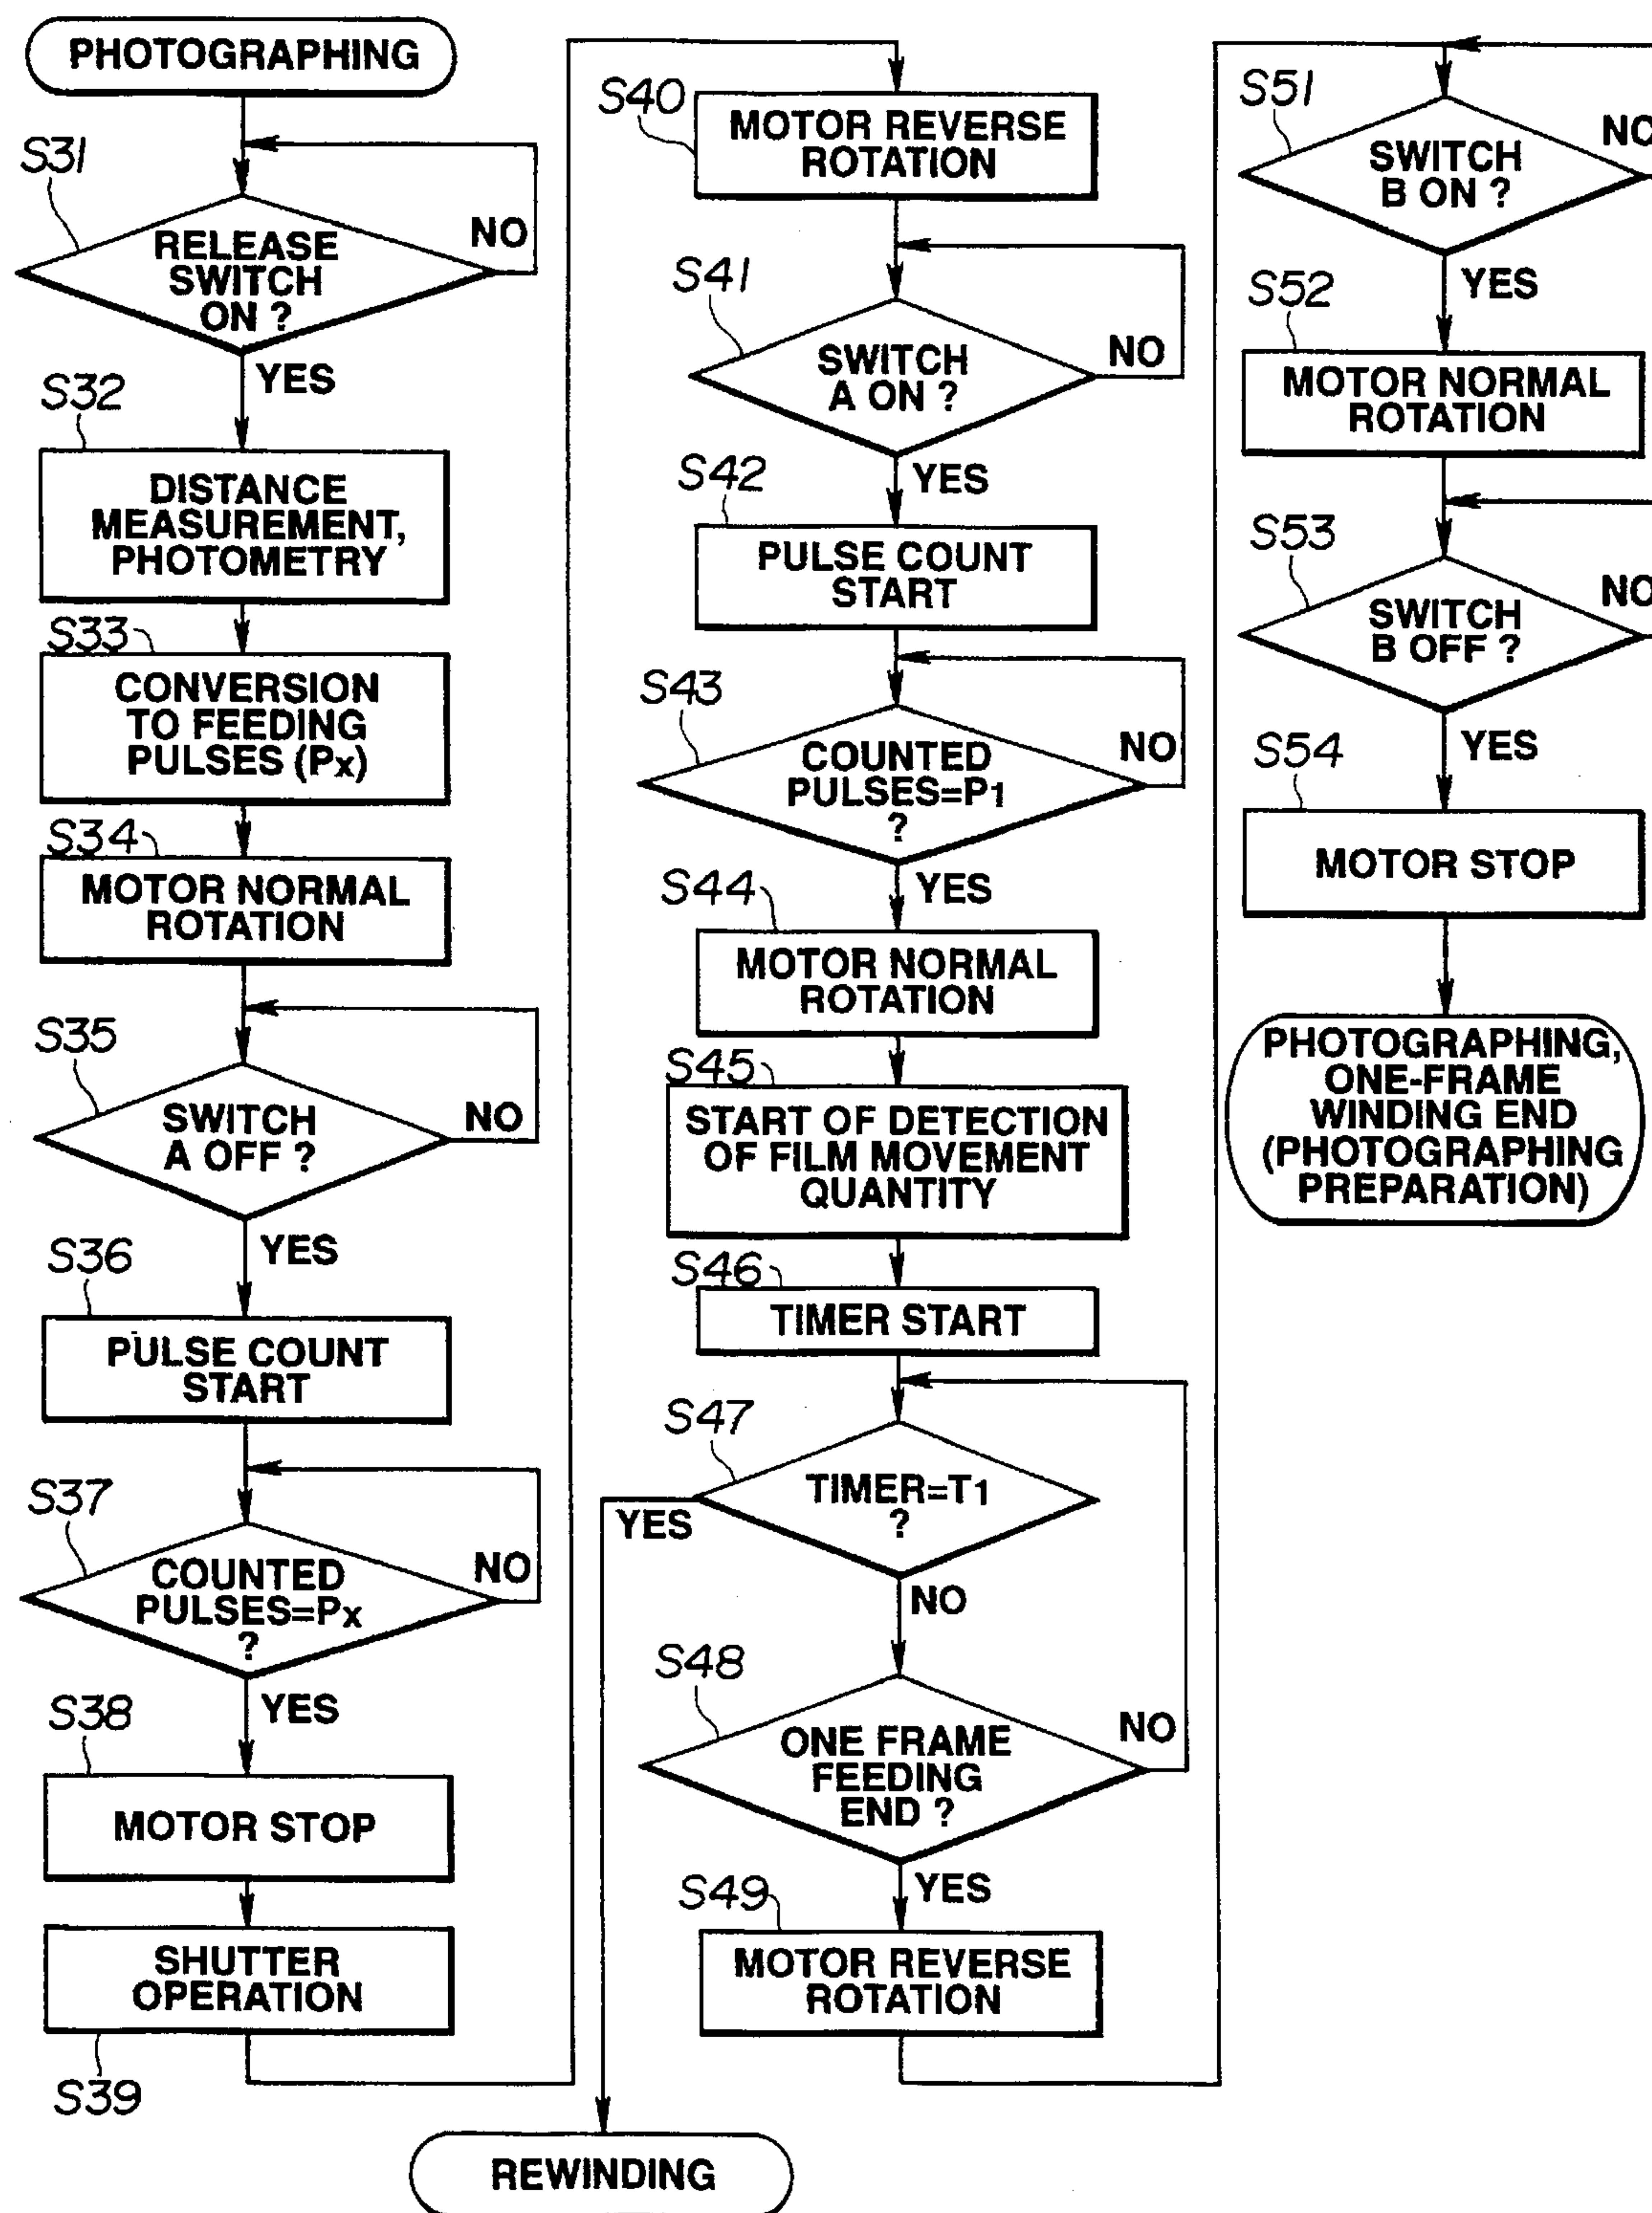 PHOTOGRAPHING
S31
RELEASE
SWITCH
ON ?
NO
YES
S32
DISTANCE
MEASUREMENT,
PHOTOMETRY
S33
CONVERSION
TO FEEDING
PULSES (Px)
S34
MOTOR NORMAL
ROTATION
S35
SWITCH
A OFF ?
NO
YES
S36
PULSE COUNT
START
S37
COUNTED
PULSES=Px
?
NO
YES
S38
MOTOR STOP
SHUTTER
OPERATION
S39
S40
MOTOR REVERSE
ROTATION
S41
SWITCH
A ON ?
NO
YES
S42
PULSE COUNT
START
S43
COUNTED
PULSES=P1
?
NO
YES
S44
MOTOR NORMAL
ROTATION
S45
START OF DETECTION
OF FILM MOVEMENT
QUANTITY
S46
TIMER START
S47
TIMER=T1
?
YES
NO
S48
ONE FRAME
FEEDING
END ?
NO
YES
S49
MOTOR REVERSE
ROTATION
REWINDING
S51
SWITCH
B ON ?
NO
YES
S52
MOTOR NORMAL
ROTATION
S53
SWITCH
B OFF ?
NO
YES
S54
MOTOR STOP
PHOTOGRAPHING,
ONE-FRAME
WINDING END
(PHOTOGRAPHING
PREPARATION)